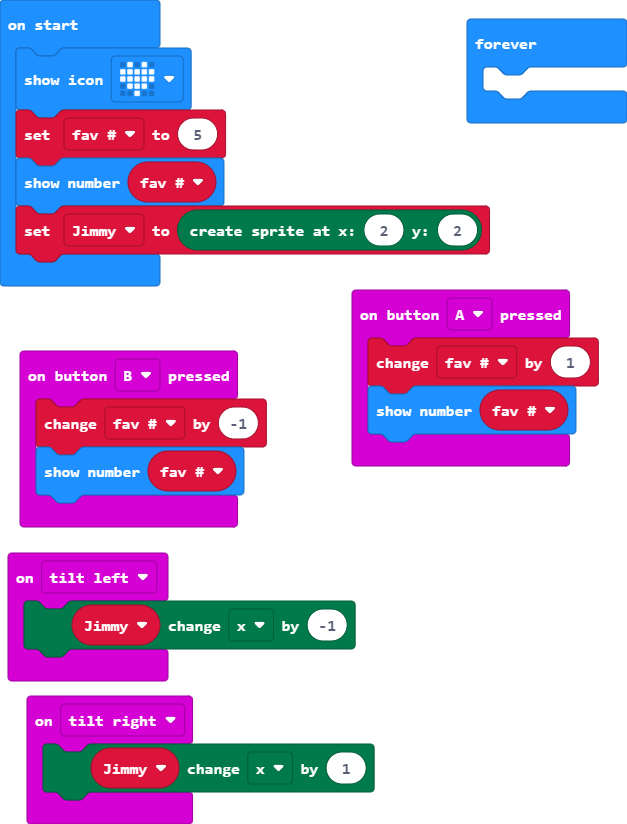 on start
show icon
set fav # to 5
show number fav #
set Jimmy to create sprite at x: 2 y: 2
forever
on button A pressed
change fav # by 1
show number fav #
on button B pressed
change fav # by -1
show number fav #
on tilt left
Jimmy change x by -1
on tilt right
Jimmy change x by 1